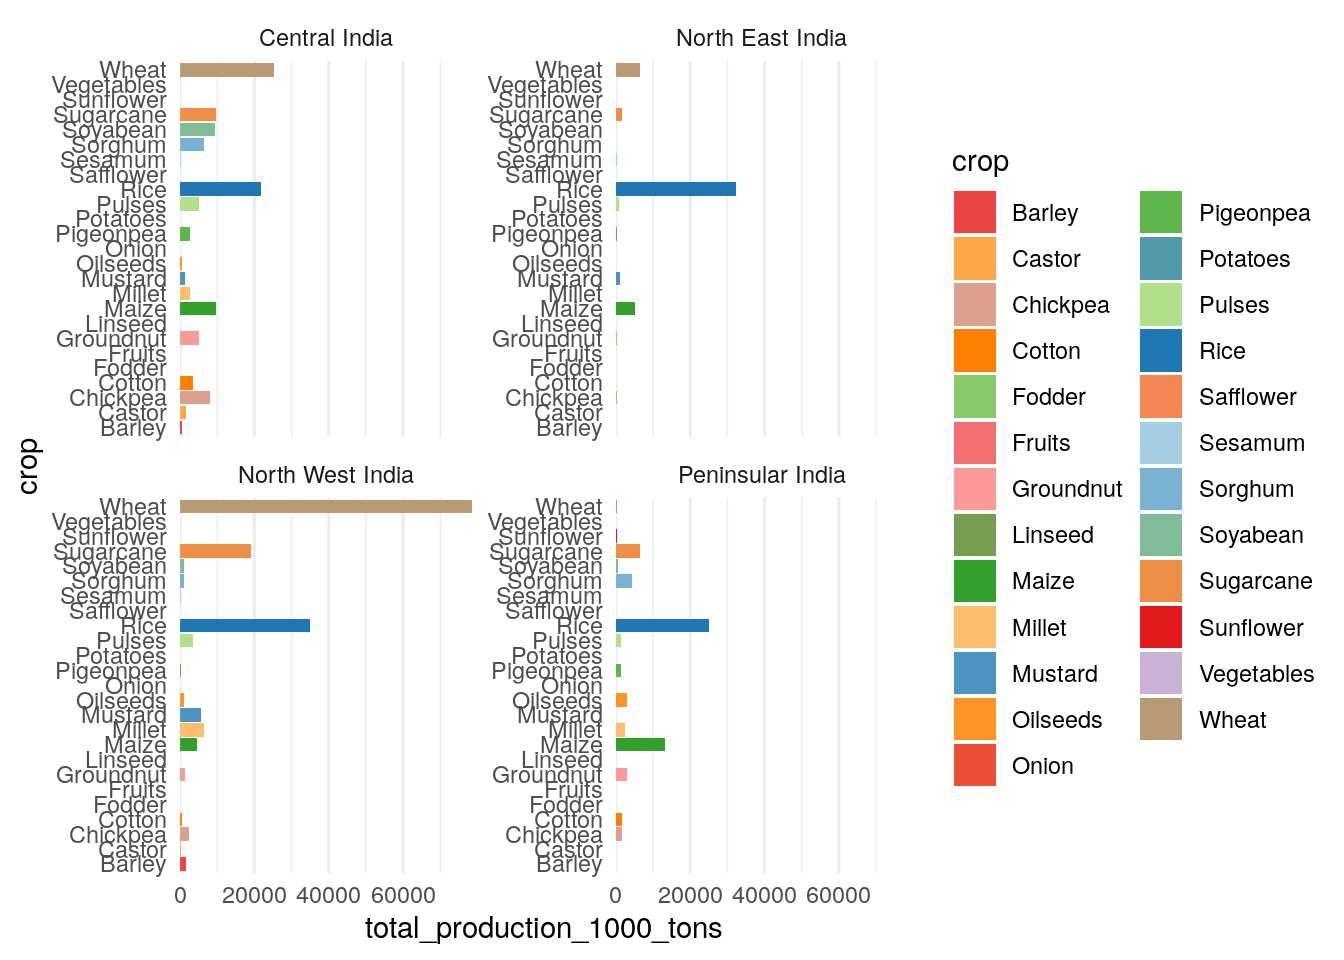 Central India
Wheat
Vegetables
Sunflower
Sugarcane
Soyabean
Sorghum
Sesamum
Safflower
Rice
Pulses
Potatoes
Pigeonpea
Onion
Oilseeds
Mustard
Millet
Maize
Linseed
Groundnut
Fruits
Fodder
Cotton
Chickpea
Castor
Barley
North East India
Wheat
Vegetables
Sunflower
Sugarcane
Soyabean
Sorghum
Sesamum
Safflower
Rice
Pulses
Potatoes
Pigeonpea
Onion
Oilseeds
Mustard
Millet
Maize
Linseed
Groundnut
Fruits
Fodder
Cotton
Chickpea
Castor
Barley
crop
North West India
Wheat
Vegetables
Sunflower
Sugarcane
Soyabean
Sorghum
Sesamum
Safflower
Rice
Pulses
Potatoes
Pigeonpea
Onion
Oilseeds
Mustard
Millet
Maize
Linseed
Groundnut
Fruits
Fodder
Cotton
Chickpea
Castor
Barley
0 20000 40000 60000
Peninsular India
Wheat
Vegetables
Sunflower
Sugarcane
Soyabean
Sorghum
Sesamum
Safflower
Rice
Pulses
Potatoes
Pigeonpea
Onion
Oilseeds
Mustard
Millet
Maize
Linseed
Groundnut
Fruits
Fodder
Cotton
Chickpea
Castor
Barley
0 20000 40000 60000
total_production_1000_tons
crop
Barley
Castor
Chickpea
Cotton
Fodder
Fruits
Groundnut
Linseed
Maize
Millet
Mustard
Oilseeds
Onion
Pigeonpea
Potatoes
Pulses
Rice
Safflower
Sesamum
Sorghum
Soyabean
Sugarcane
Sunflower
Vegetables
Wheat